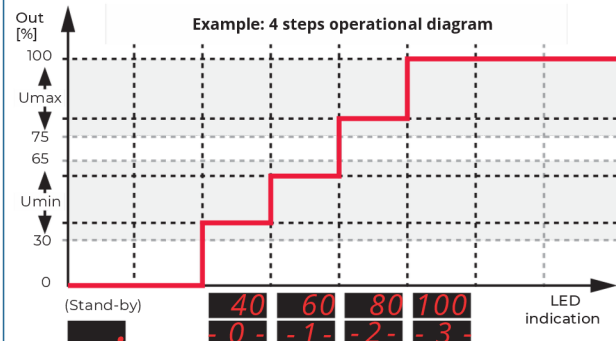 Example: 4 steps operational diagram
Out
[%]
100
Umax
75
65
Umin
30
0
(Stand-by)
40 60 80 100
- 0 - - 1 - - 2 - - 3 -
LED
indication